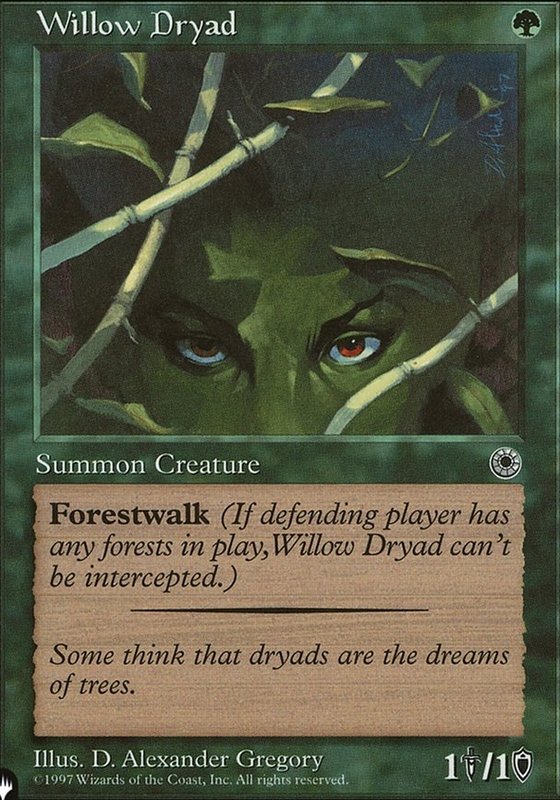 Willow Dryad
Summon Creature
Forestwalk (If defending player has
any forests in play, Willow Dryad can't
be intercepted.)
Some think that dryads are the dreams
of trees.
Illus. D. Alexander Gregory
©1997 Wizards of the Coast, Inc. All rights reserved.
1/1